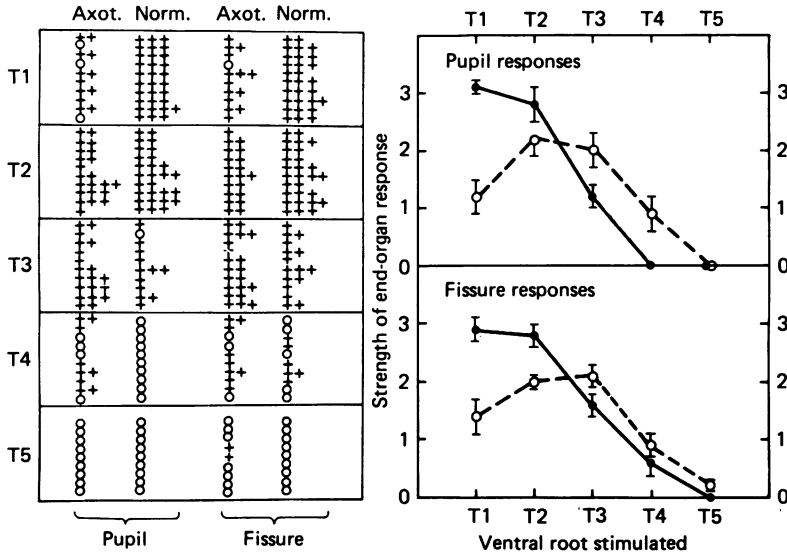 Axot. Norm. Axot. Norm.
T1
T2
T3
T4
T5
Pupil Fissure
T1 T2 T3 T4 T5
Pupil responses
3 3
2 2
1 1
0 0
Fissure responses
3 3
2 2
1 1
0 0
T1 T2 T3 T4 T5
Strength of end-organ response
Ventral root stimulated